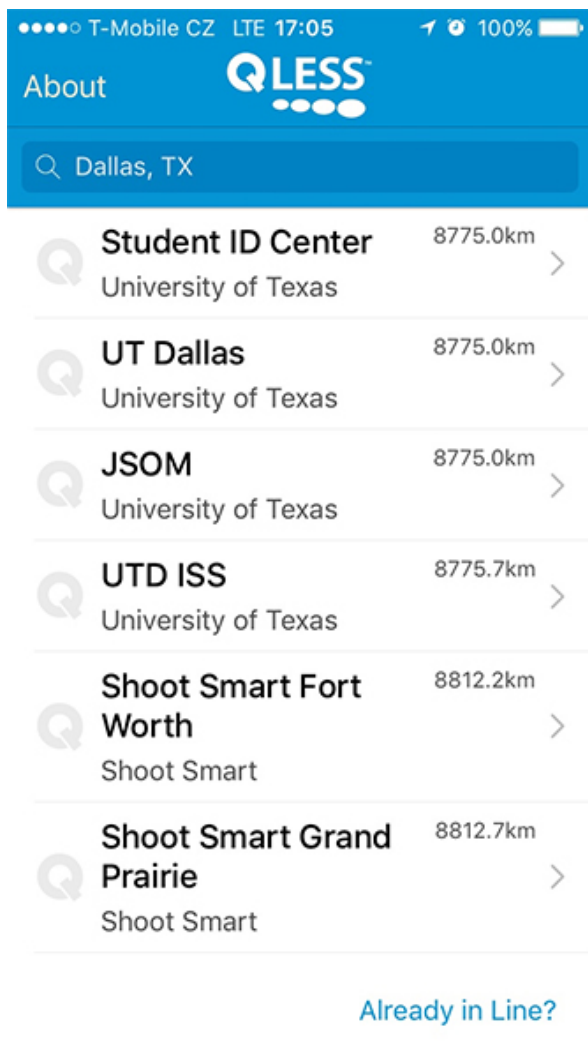 T-Mobile CZ LTE 17:05 100%
About QLESS™
Dallas, TX
Student ID Center 8775.0km
University of Texas
UT Dallas 8775.0km
University of Texas
JSOM 8775.0km
University of Texas
UTD ISS 8775.7km
University of Texas
Shoot Smart Fort 8812.2km
Worth
Shoot Smart
Shoot Smart Grand 8812.7km
Prairie
Shoot Smart
Already in Line?